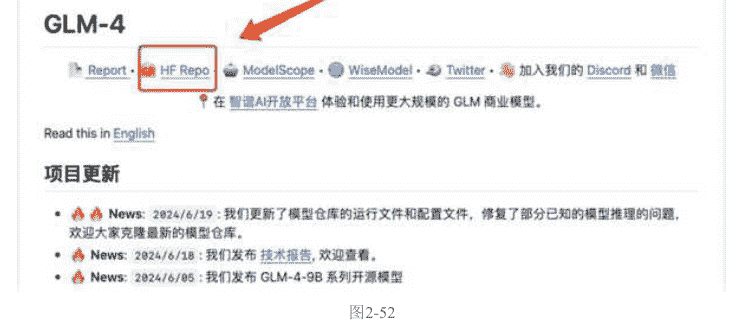 GLM-4
Report • HF Repo • ModelScope • WiseModel • Twitter • 加入我们的 Discord 和 微信
在 智谱AI开放平台 体验和使用更大规模的 GLM 商业模型。
Read this in English
项目更新
• News: 2024/6/19 : 我们更新了模型仓库的运行文件和配置文件，修复了部分已知的模型推理的问题，
欢迎大家克隆最新的模型仓库。
• News: 2024/6/18 : 我们发布 技术报告, 欢迎查看。
• News: 2024/6/05 : 我们发布 GLM-4-9B 系列开源模型
图2-52